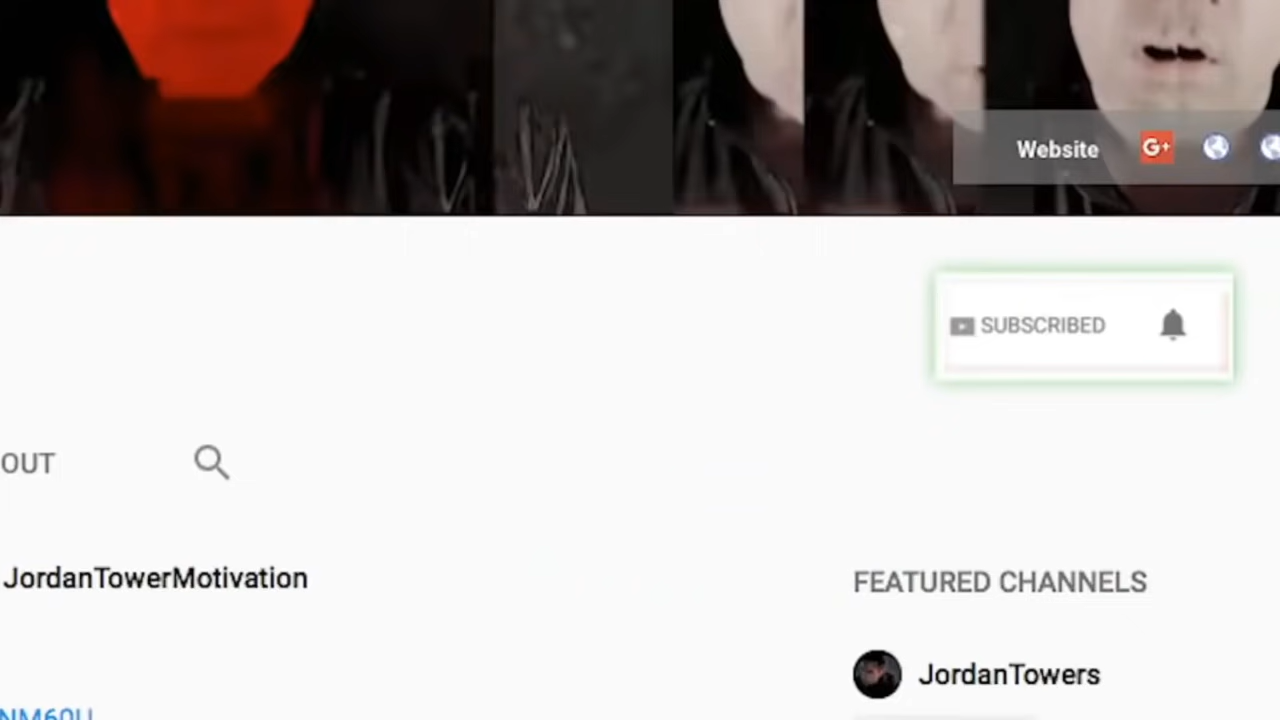 Website G+
SUBSCRIBED
OUT
JordanTowerMotivation
FEATURED CHANNELS
JordanTowers